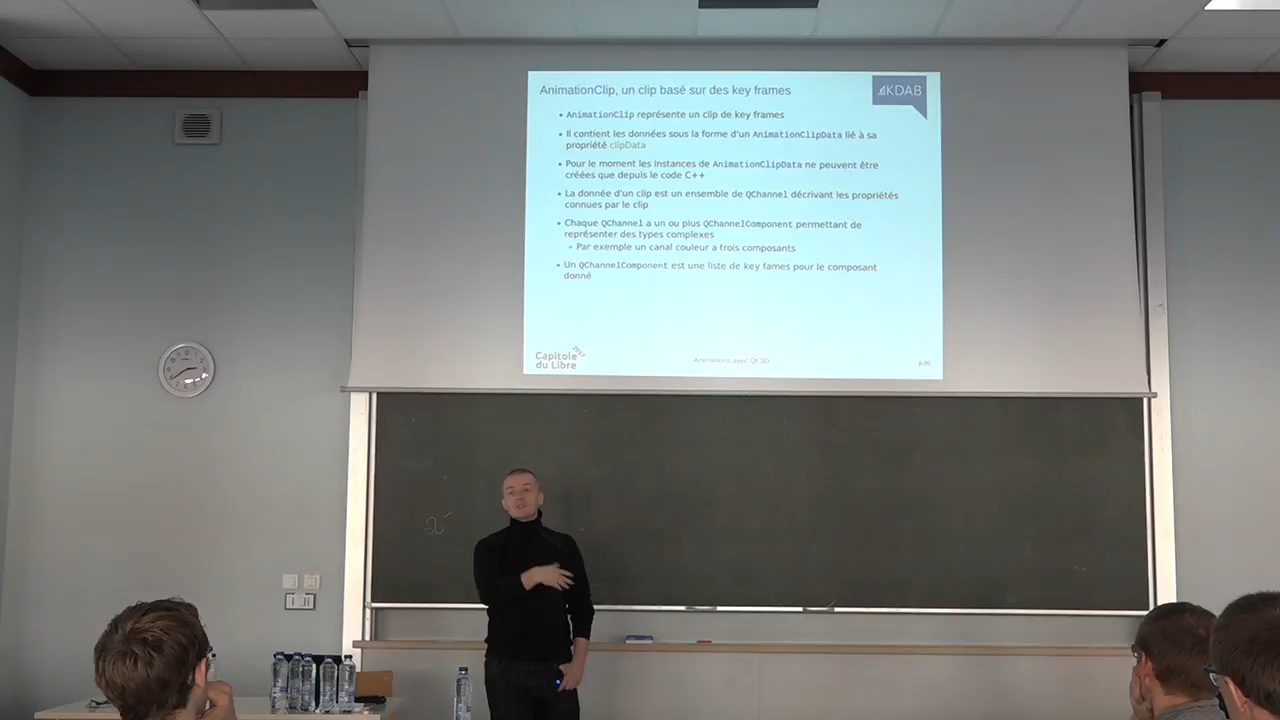 AnimationClip, un clip basé sur des key frames
KDAB
AnimationClip représente un clip de key frames
Il contient les données sous la forme d'un AnimationClipData lié à sa
propriété clipData
Pour le moment les instances de AnimationClipData ne peuvent être
créées que depuis le code C++
La donnée d'un clip est un ensemble de QChannel décrivant les propriétés
connues par le clip
Chaque QChannel a un ou plus QChannelComponent permettant de
représenter des types complexes
Par exemple un canal couleur a trois composants
Un QChannelComponent est une liste de key fames pour le composant
donné
Capitole 2017
du Libre
Animations avec Qt 3D